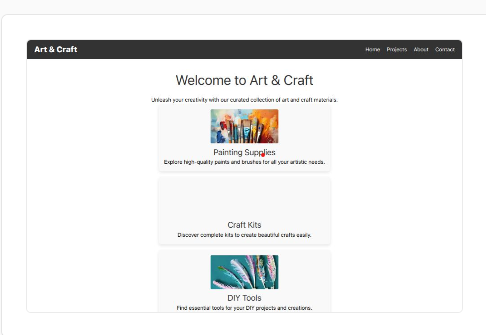 Art & Craft
Home Projects About Contact
Welcome to Art & Craft
Unleash your creativity with our curated collection of art and craft materials.
Painting Supplies
Explore high-quality paints and brushes for all your artistic needs.
Craft Kits
Discover complete kits to create beautiful crafts easily.
DIY Tools
Find essential tools for your DIY projects and creations.